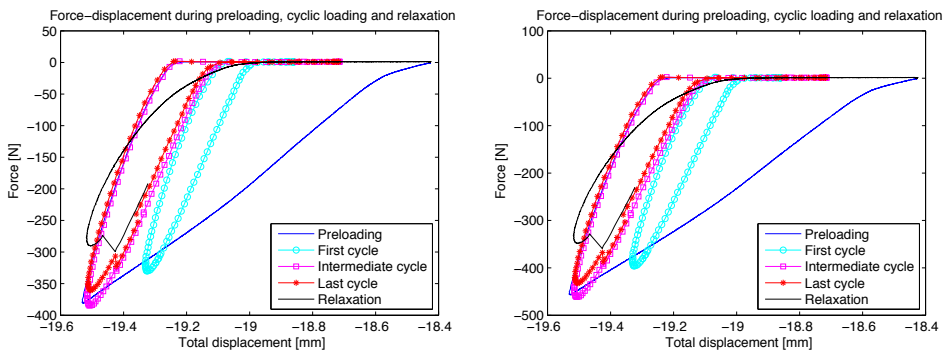 Force−displacement during preloading, cyclic loading and relaxation
50
0
−50
−100
−150
−200
−250
−300
−350
−400
Force [N]
Preloading
First cycle
Intermediate cycle
Last cycle
Relaxation
−19.6 −19.4 −19.2 −19 −18.8 −18.6 −18.4
Total displacement [mm]
Force−displacement during preloading, cyclic loading and relaxation
100
0
−100
−200
−300
−400
−500
Force [N]
Preloading
First cycle
Intermediate cycle
Last cycle
Relaxation
−19.6 −19.4 −19.2 −19 −18.8 −18.6 −18.4
Total displacement [mm]